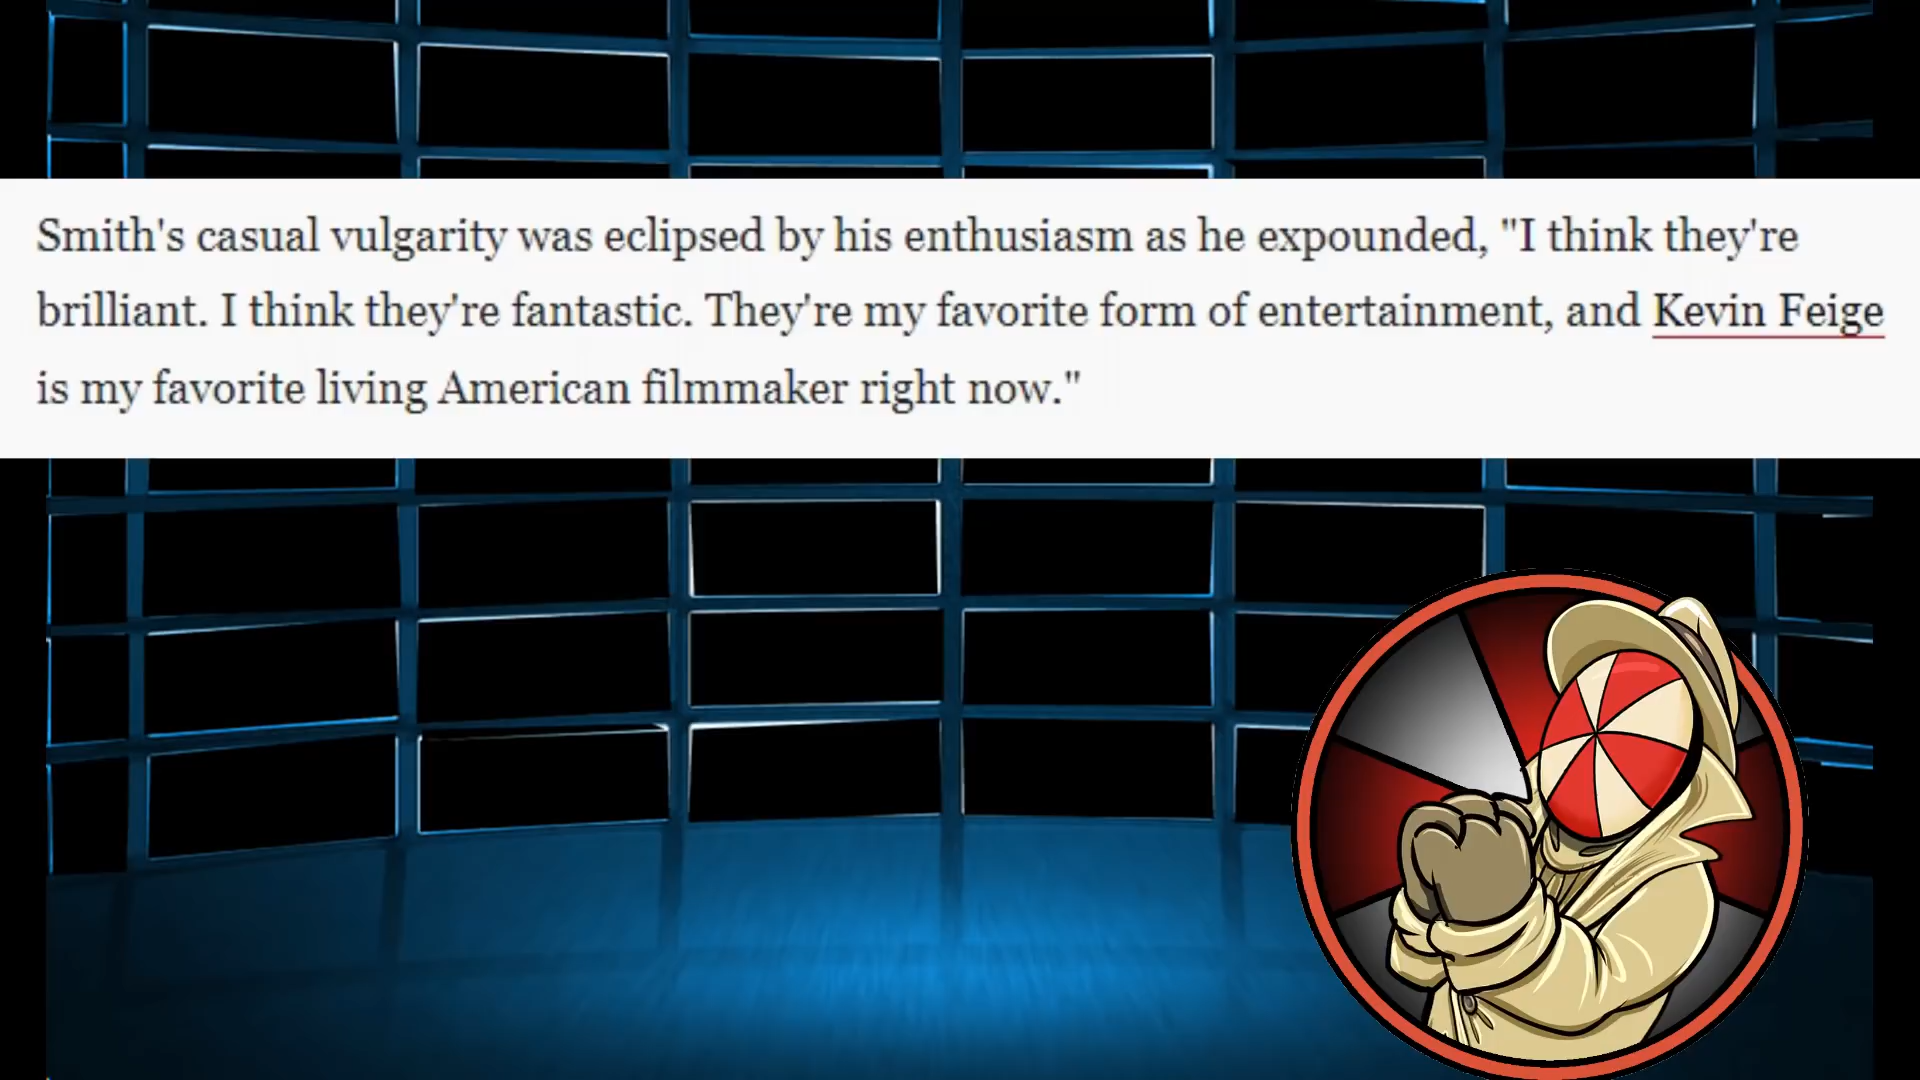 Smith's casual vulgarity was eclipsed by his enthusiasm as he expounded, "I think they're
brilliant. I think they're fantastic. They're my favorite form of entertainment, and Kevin Feige
is my favorite living American filmmaker right now."